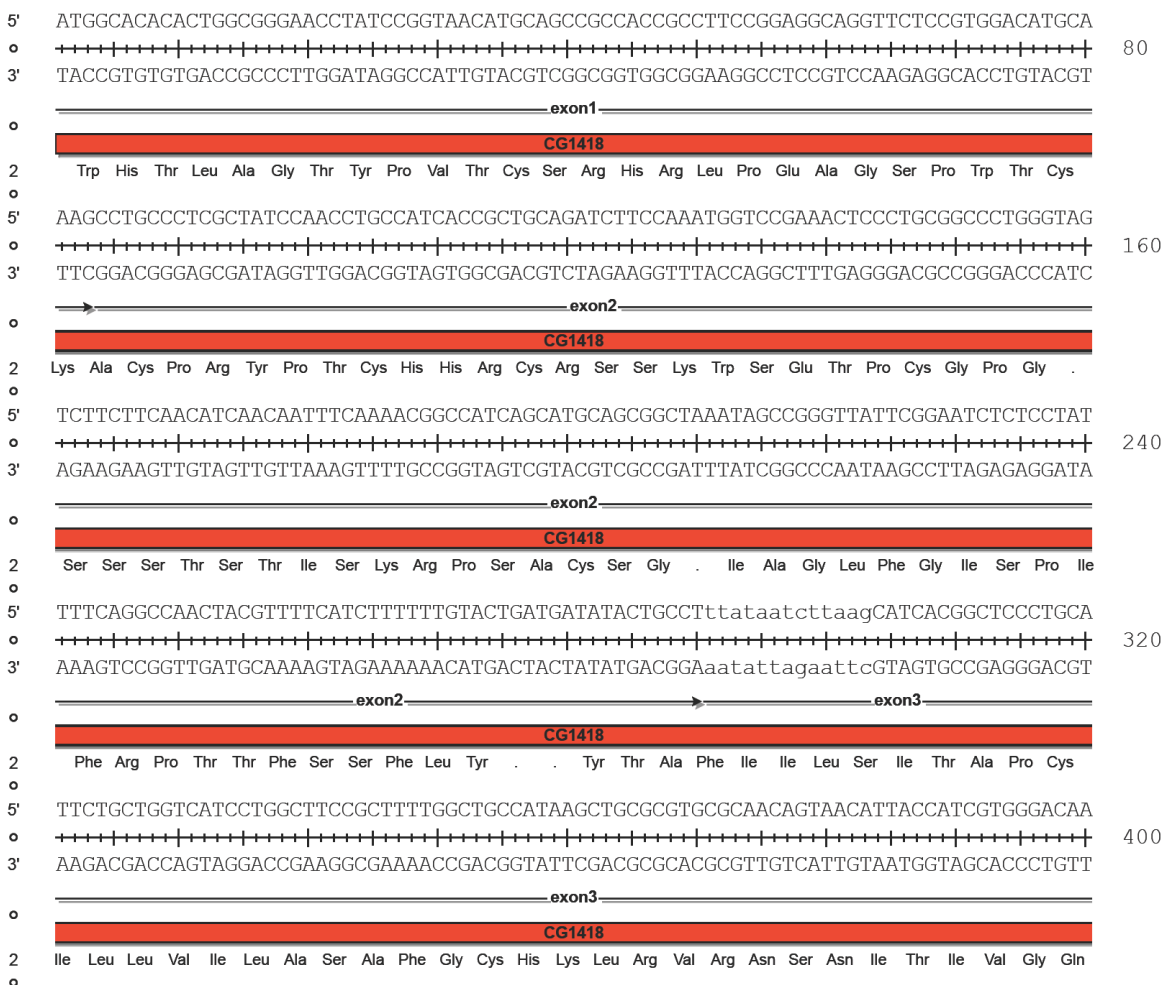 5' ATGGCACACACTGGCGGGAACCTATCCGGTAACATGCAGCCGCCACCGCCTTCCGGAGGCAGGTTCTCCGTGGACATGCA
80
3' TACCGTGTGTGACCGCCCTTGGATAGGCCATTGTACGTCGGCGGTGGCGGAAGGCCTCCGTCCAAGAGGCACCTGTACGT
exon1
CG1418
2 Trp His Thr Leu Ala Gly Thr Tyr Pro Val Thr Cys Ser Arg His Arg Leu Pro Glu Ala Gly Ser Pro Trp Thr Cys
5' AAGCCTGCCCTCGCTATCCAACCTGCCATCACCGCTGCAGATCTTCCAAATGGTCCGAAACTCCCTGCGGCCCTGGGTAG
160
3' TTCGGACGGGAGCGATAGGTTGGACGGTAGTGGCGACGTCTAGAAGGTTTACCAGGCTTTGAGGGACGCCGGGACCCATC
exon2
CG1418
2 Lys Ala Cys Pro Arg Tyr Pro Thr Cys His His Arg Cys Arg Ser Ser Lys Trp Ser Glu Thr Pro Cys Gly Pro Gly .
5' TCTTCTTCAACATCAACAATTTCAAAACGGCCATCAGCATGCAGCGGCTAAATAGCCGGGTTATTCGGAATCTCTCCTAT
240
3' AGAAGAAGTTGTAGTTGTTAAAGTTTTGCCGGTAGTCGTACGTCGCCGATTTATCGGCCCAATAAGCCTTAGAGAGGATA
exon2
CG1418
2 Ser Ser Ser Thr Ser Thr Ile Ser Lys Arg Pro Ser Ala Cys Ser Gly . Ile Ala Gly Leu Phe Gly Ile Ser Pro Ile
5' TTTCAGGCCAACTACGTTTTCATCTTTTTTGTACTGATGATATACTGCCTttataatcttaagCATCACGGCTCCCTGCA
320
3' AAAGTCCGGTTGATGCAAAAGTAGAAAAAACATGACTACTATATGACGGAaatattagaattcGTAGTGCCGAGGGACGT
exon2 exon3
CG1418
2 Phe Arg Pro Thr Thr Phe Ser Ser Phe Leu Tyr . . Tyr Thr Ala Phe Ile Ile Leu Ser Ile Thr Ala Pro Cys
5' TTCTGCTGGTCATCCTGGCTTCCGCTTTTGGCTGCCATAAGCTGCGCGTGCGCAACAGTAACATTACCATCGTGGGACAA
400
3' AAGACGACCAGTAGGACCGAAGGCGAAAACCGACGGTATTCGACGCGCACGCGTTGTCATTGTAATGGTAGCACCCTGTT
exon3
CG1418
2 Ile Leu Leu Val Ile Leu Ala Ser Ala Phe Gly Cys His Lys Leu Arg Val Arg Asn Ser Asn Ile Thr Ile Val Gly Gln